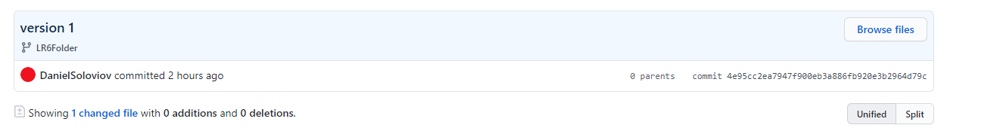 version 1
Browse files
LR6Folder
DanielSoloviov committed 2 hours ago
0 parents commit 4e95cc2ea7947f900eb3a886fb920e3b2964d79c
Showing 1 changed file with 0 additions and 0 deletions.
Unified Split